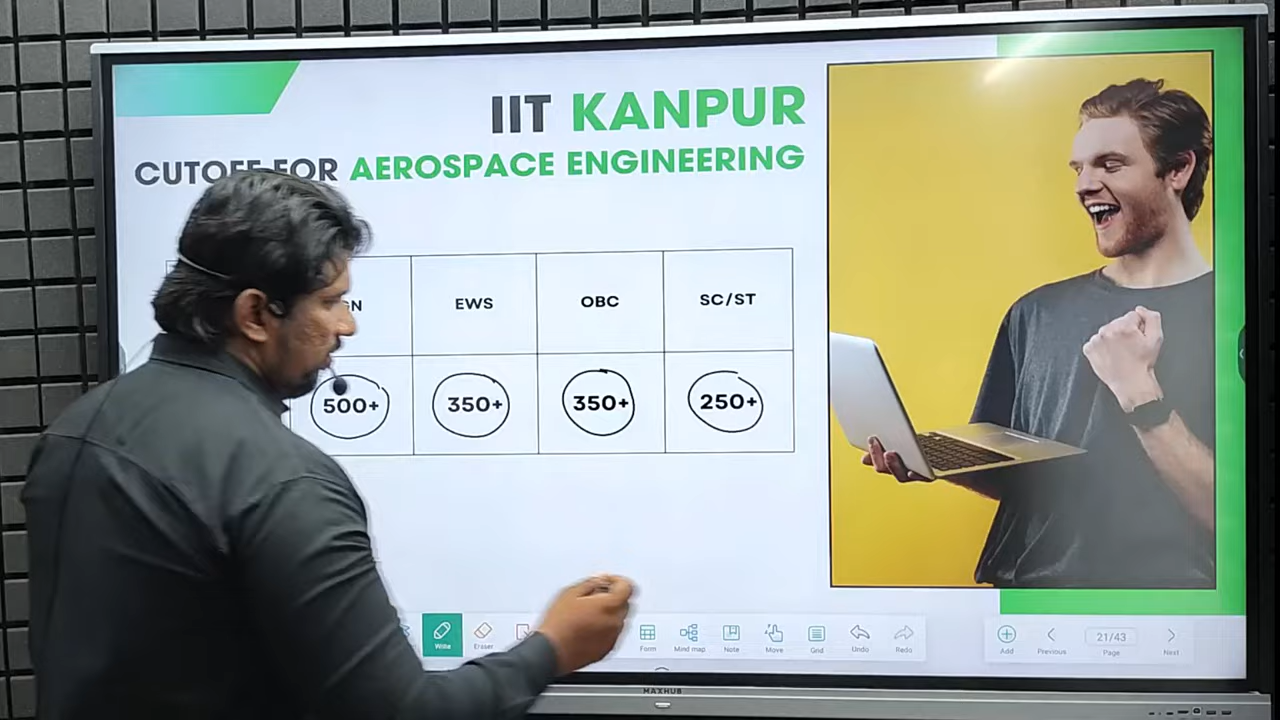 IIT KANPUR
CUTOFF FOR AEROSPACE ENGINEERING
EWS OBC SC/ST
500+ 350+ 350+ 250+
Write Eraser Form Mind map Note Move Grid Undo Redo Add Previous 21/43 Page Next
MAXHUB